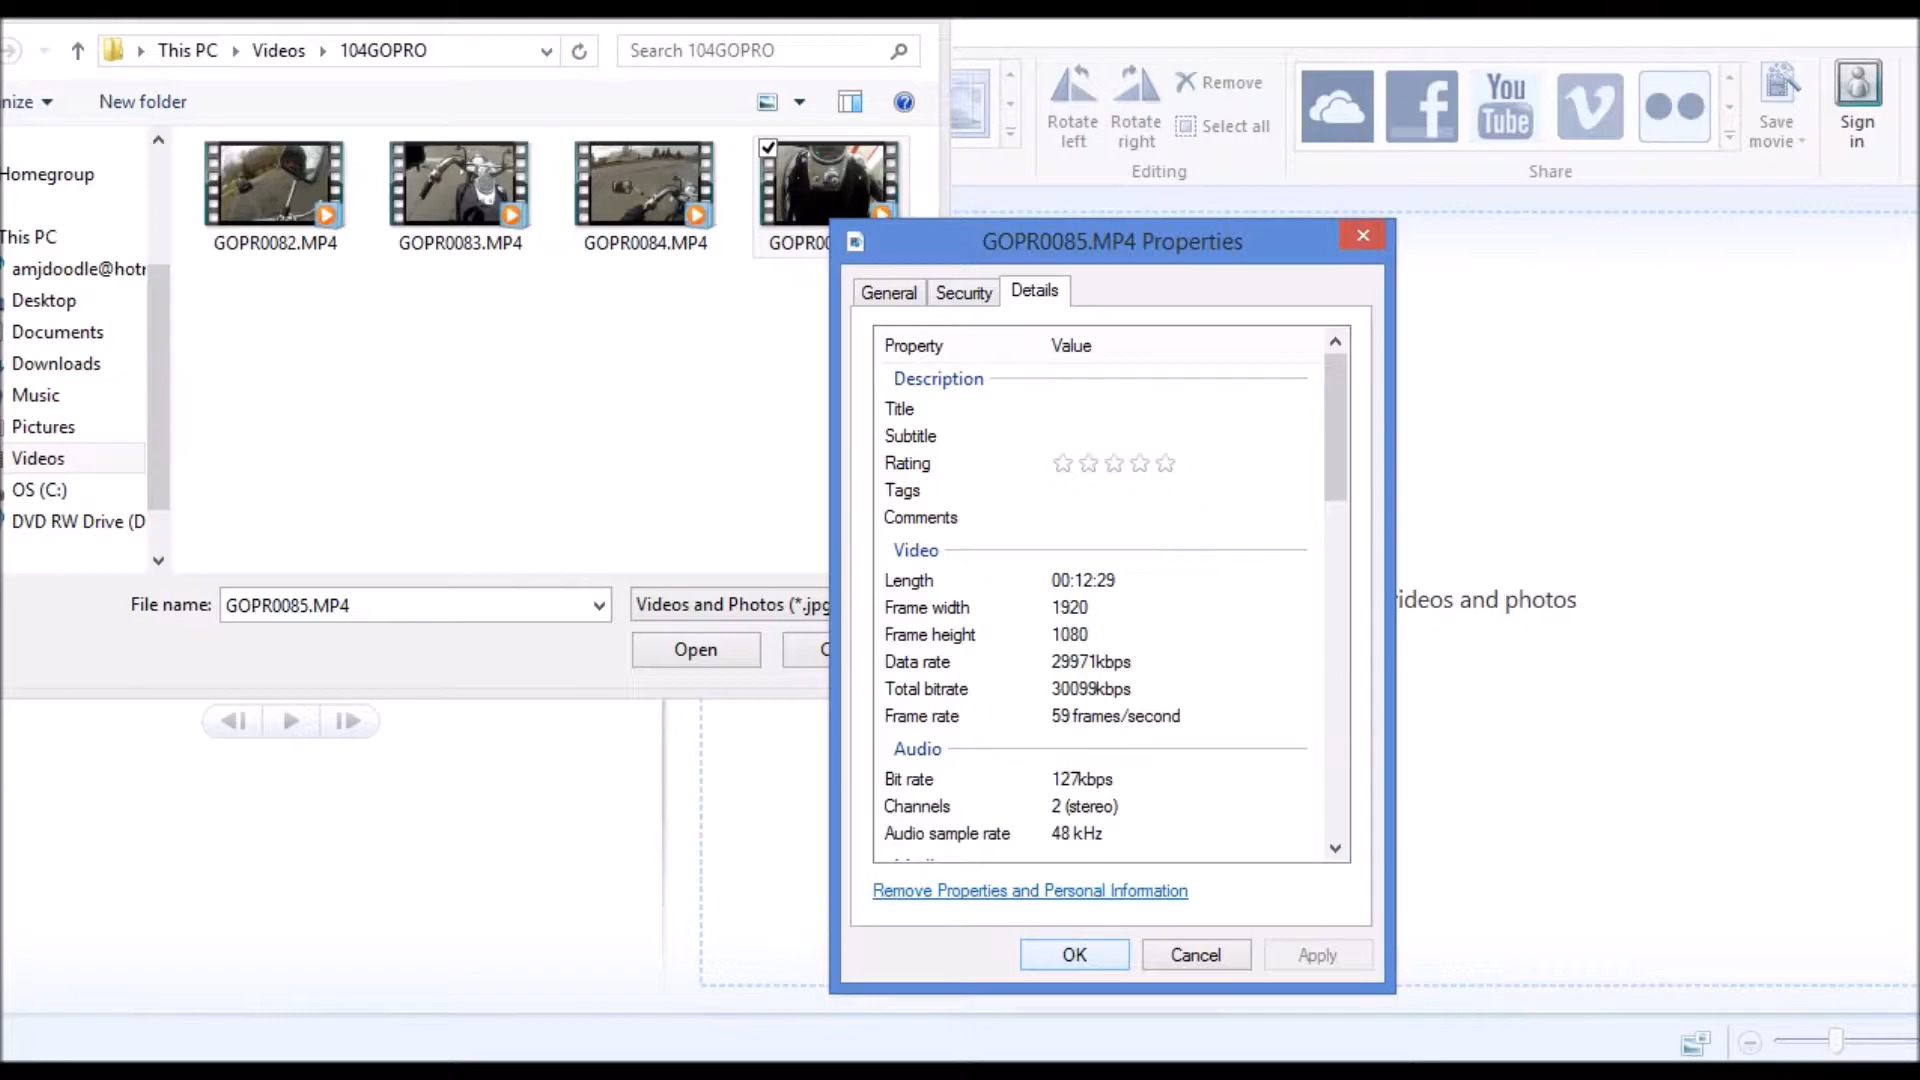 This PC Videos 104GOPRO
Search 104GOPRO
nize
New folder
Homegroup
This PC
amjdoodle@hotr
Desktop
Documents
Downloads
Music
Pictures
Videos
OS (C:)
DVD RW Drive (D
GOPR0082.MP4
GOPR0083.MP4
GOPR0084.MP4
GOPR00
File name:
GOPR0085.MP4
Videos and Photos (*.jpg
Open
C
Rotate left
Rotate right
Remove
Select all
Editing
f
You Tube
v
Share
Save movie
Sign in
GOPR0085.MP4 Properties
General
Security
Details
Property Value
Description
Title
Subtitle
Rating
Tags
Comments
Video
Length 00:12:29
Frame width 1920
Frame height 1080
Data rate 29971kbps
Total bitrate 30099kbps
Frame rate 59 frames/second
Audio
Bit rate 127kbps
Channels 2 (stereo)
Audio sample rate 48 kHz
Remove Properties and Personal Information
OK
Cancel
Apply
videos and photos